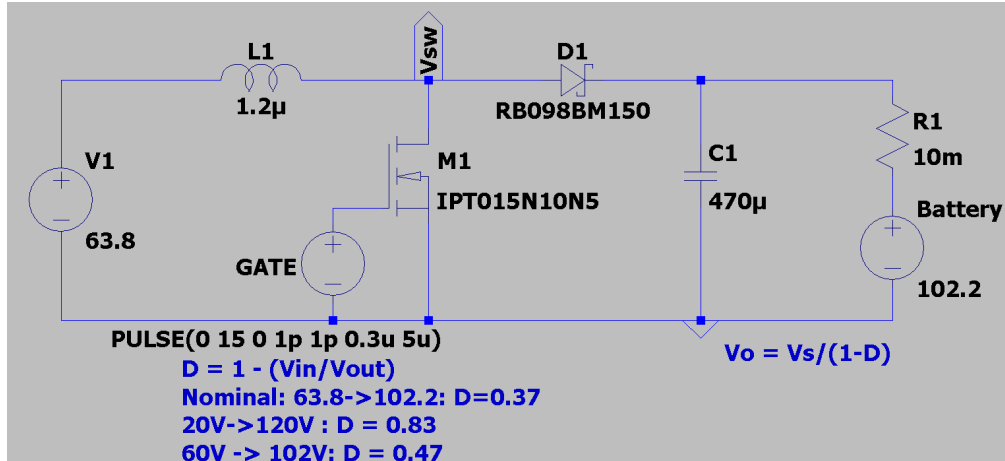 Vsw
L1
1.2µ
D1
RB098BM150
V1
63.8
M1
IPT015N10N5
GATE
C1
470µ
R1
10m
Battery
102.2
PULSE(0 15 0 1p 1p 0.3u 5u)
Vo = Vs/(1-D)
D = 1 - (Vin/Vout)
Nominal: 63.8->102.2: D=0.37
20V->120V : D = 0.83
60V -> 102V: D = 0.47